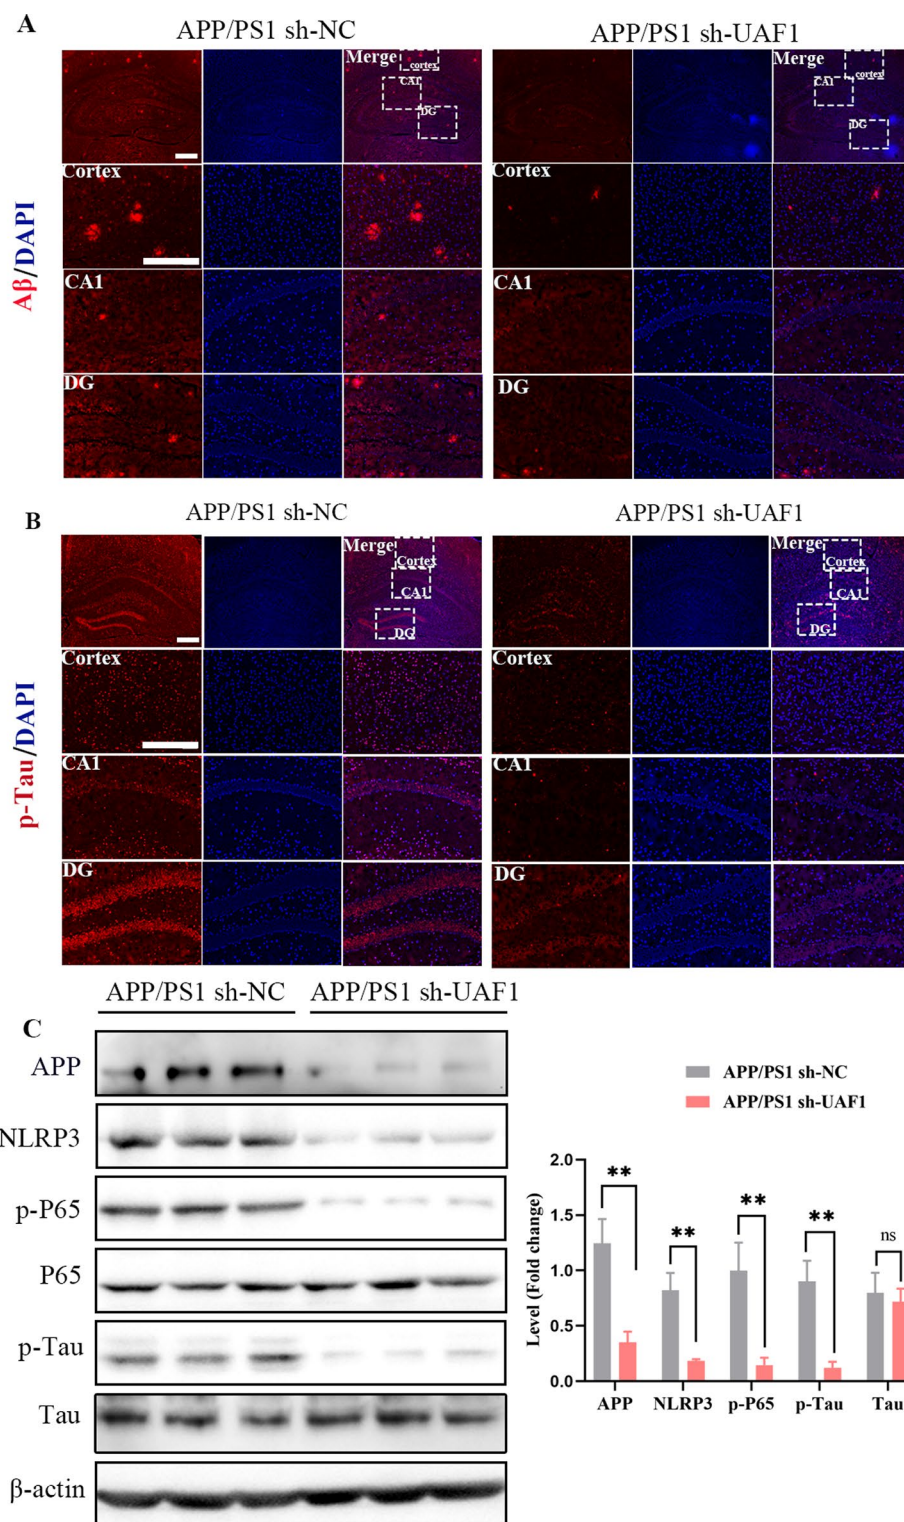 A
APP/PS1 sh-NC
APP/PS1 sh-UAF1
Aβ/DAPI
Merge
cortex
CA1
DG
Merge
cortex
CA1
DG
Cortex
Cortex
CA1
CA1
DG
DG
B
APP/PS1 sh-NC
APP/PS1 sh-UAF1
p-Tau/DAPI
Merge
Cortex
CA1
DG
Merge
Cortex
CA1
DG
Cortex
Cortex
CA1
CA1
DG
DG
C
APP/PS1 sh-NC
APP/PS1 sh-UAF1
APP
NLRP3
p-P65
P65
p-Tau
Tau
β-actin
APP/PS1 sh-NC
APP/PS1 sh-UAF1
Level (Fold change)
2.0
1.5
1.0
0.5
0.0
**
**
**
**
ns
APP
NLRP3
p-P65
p-Tau
Tau